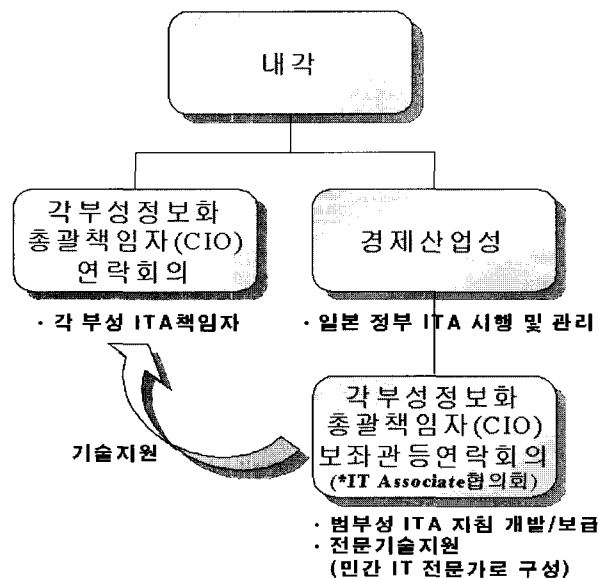 내각
각부성정보화
총괄책임자(CIO)
연락회의
· 각 부성 ITA책임자
경제산업성
· 일본 정부 ITA 시행 및 관리
기술지원
각부성정보화
총괄책임자(CIO)
보좌관등연락회의
(*IT Associate협의회)
· 범부성 ITA 지침 개발/보급
· 전문기술지원
(민간 IT 전문가로 구성)